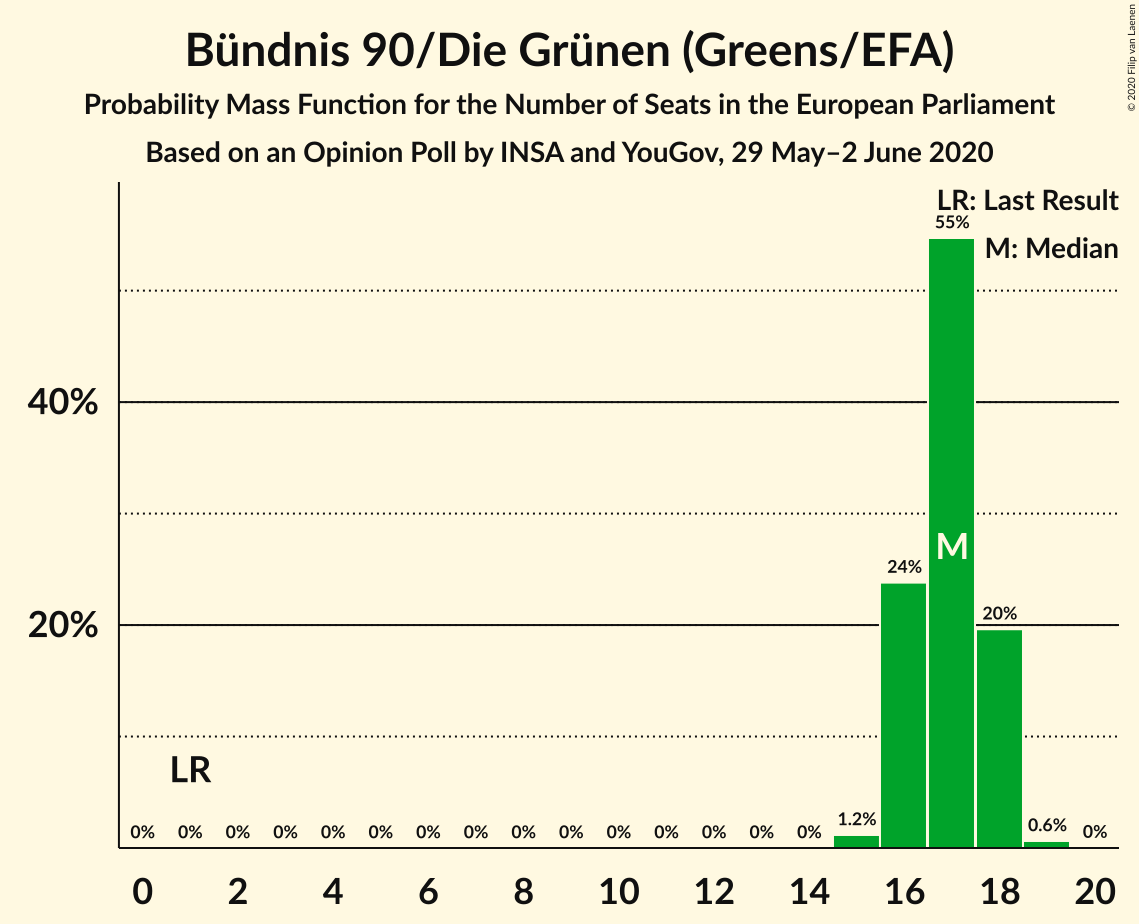 Bündnis 90/Die Grünen (Greens/EFA)
Probability Mass Function for the Number of Seats in the European Parliament
Based on an Opinion Poll by INSA and YouGov, 29 May–2 June 2020
© 2020 Filip van Laenen
LR: Last Result
55%
M: Median
40%
M
24%
20%
20%
LR
0% 0% 0% 0% 0% 0% 0% 0% 0% 0% 0% 0% 0% 0% 0% 1.2% 0.6% 0%
0 2 4 6 8 10 12 14 16 18 20